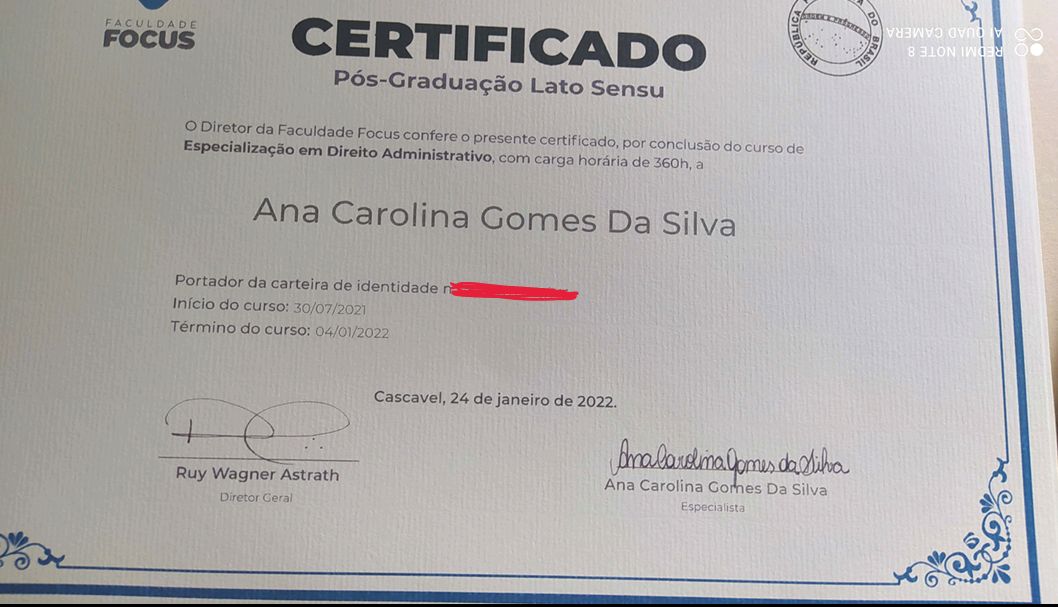 FACULDADE
FOCUS
CERTIFICADO
Pós-Graduação Lato Sensu
REPÚBLICA
DO BRASIL
REDMI NOTE 8
AI QUAD CAMERA
O Diretor da Faculdade Focus confere o presente certificado, por conclusão do curso de
Especialização em Direito Administrativo, com carga horária de 360h, a
Ana Carolina Gomes Da Silva
Portador da carteira de identidade n
Início do curso: 30/07/2021
Término do curso: 04/01/2022
Cascavel, 24 de janeiro de 2022.
Ruy Wagner Astrath
Diretor Geral
Ana Carolina Gomes da Silva
Ana Carolina Gomes Da Silva
Especialista